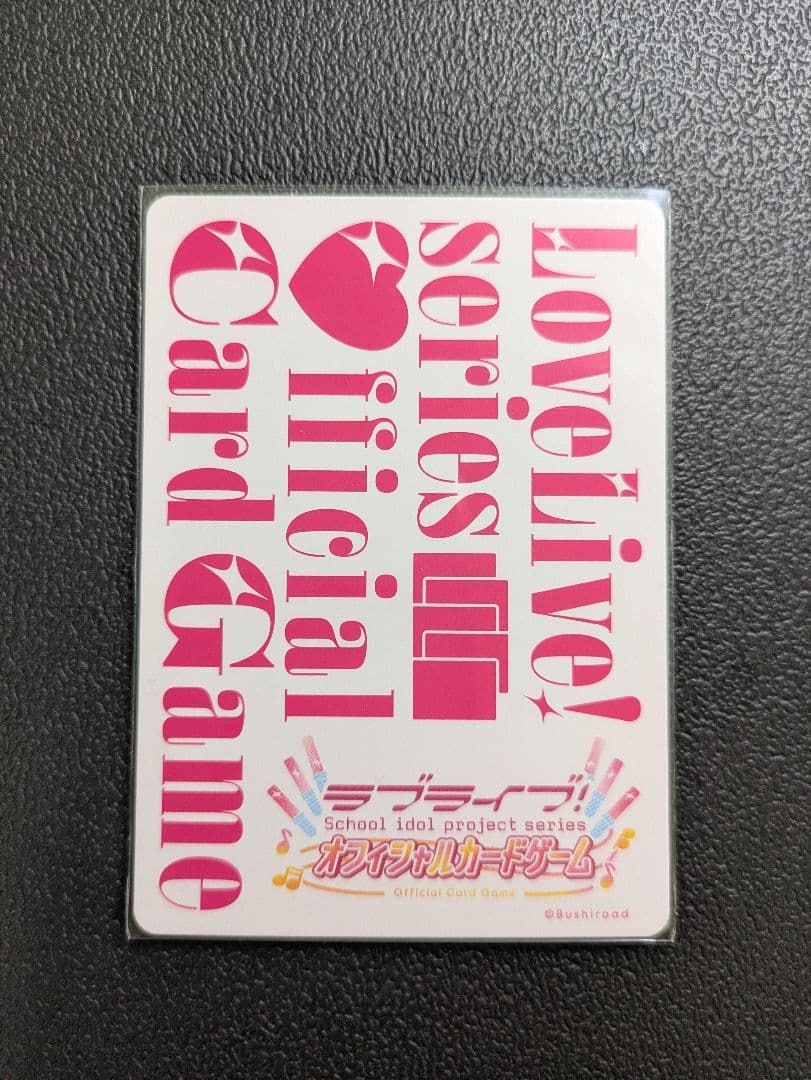 LoveLive!
series
fficial
Card Game
ラブライブ!
School idol project series
オフィシャルカードゲーム
Official Card Game
©Bushiroad